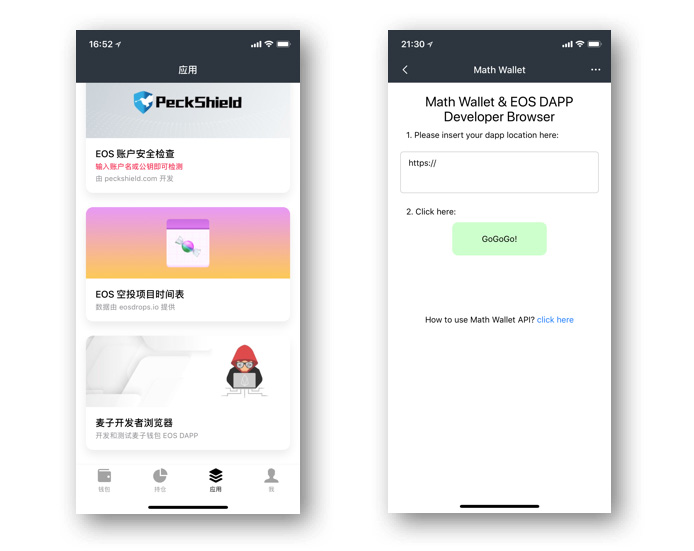 16:52
应用
PeckShield
EOS 账户安全检查
输入账户名或公钥即可检测
由 peckshield.com 开发
EOS 空投项目时间表
数据由 eosdrops.io 提供
麦子开发者浏览器
开发和测试麦子钱包 EOS DAPP
钱包
持仓
应用
我
21:30
Math Wallet
Math Wallet & EOS DAPP
Developer Browser
1. Please insert your dapp location here:
https://
2. Click here:
GoGoGo!
How to use Math Wallet API? click here